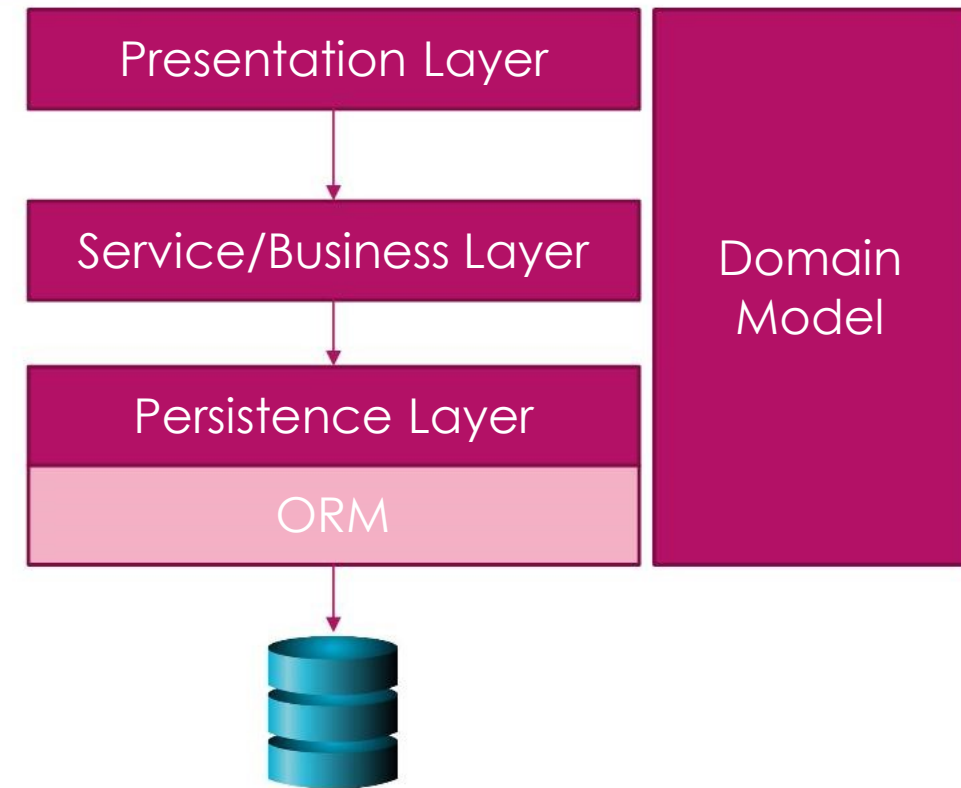 Presentation Layer
Service/Business Layer
Domain
Model
Persistence Layer
ORM